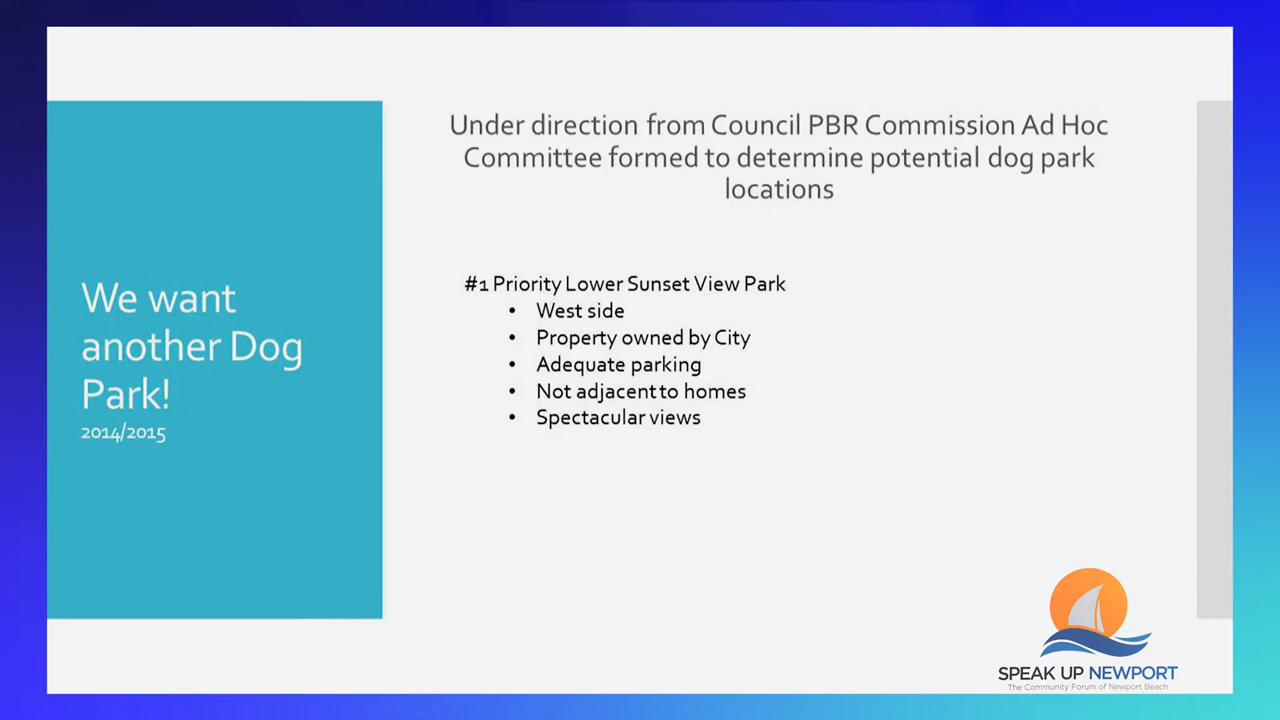 We want
another Dog
Park!
2014/2015
Under direction from Council PBR Commission Ad Hoc
Committee formed to determine potential dog park
locations
#1 Priority Lower Sunset View Park
• West side
• Property owned by City
• Adequate parking
• Not adjacent to homes
• Spectacular views
SPEAK UP NEWPORT
The Community Forum of Newport Beach